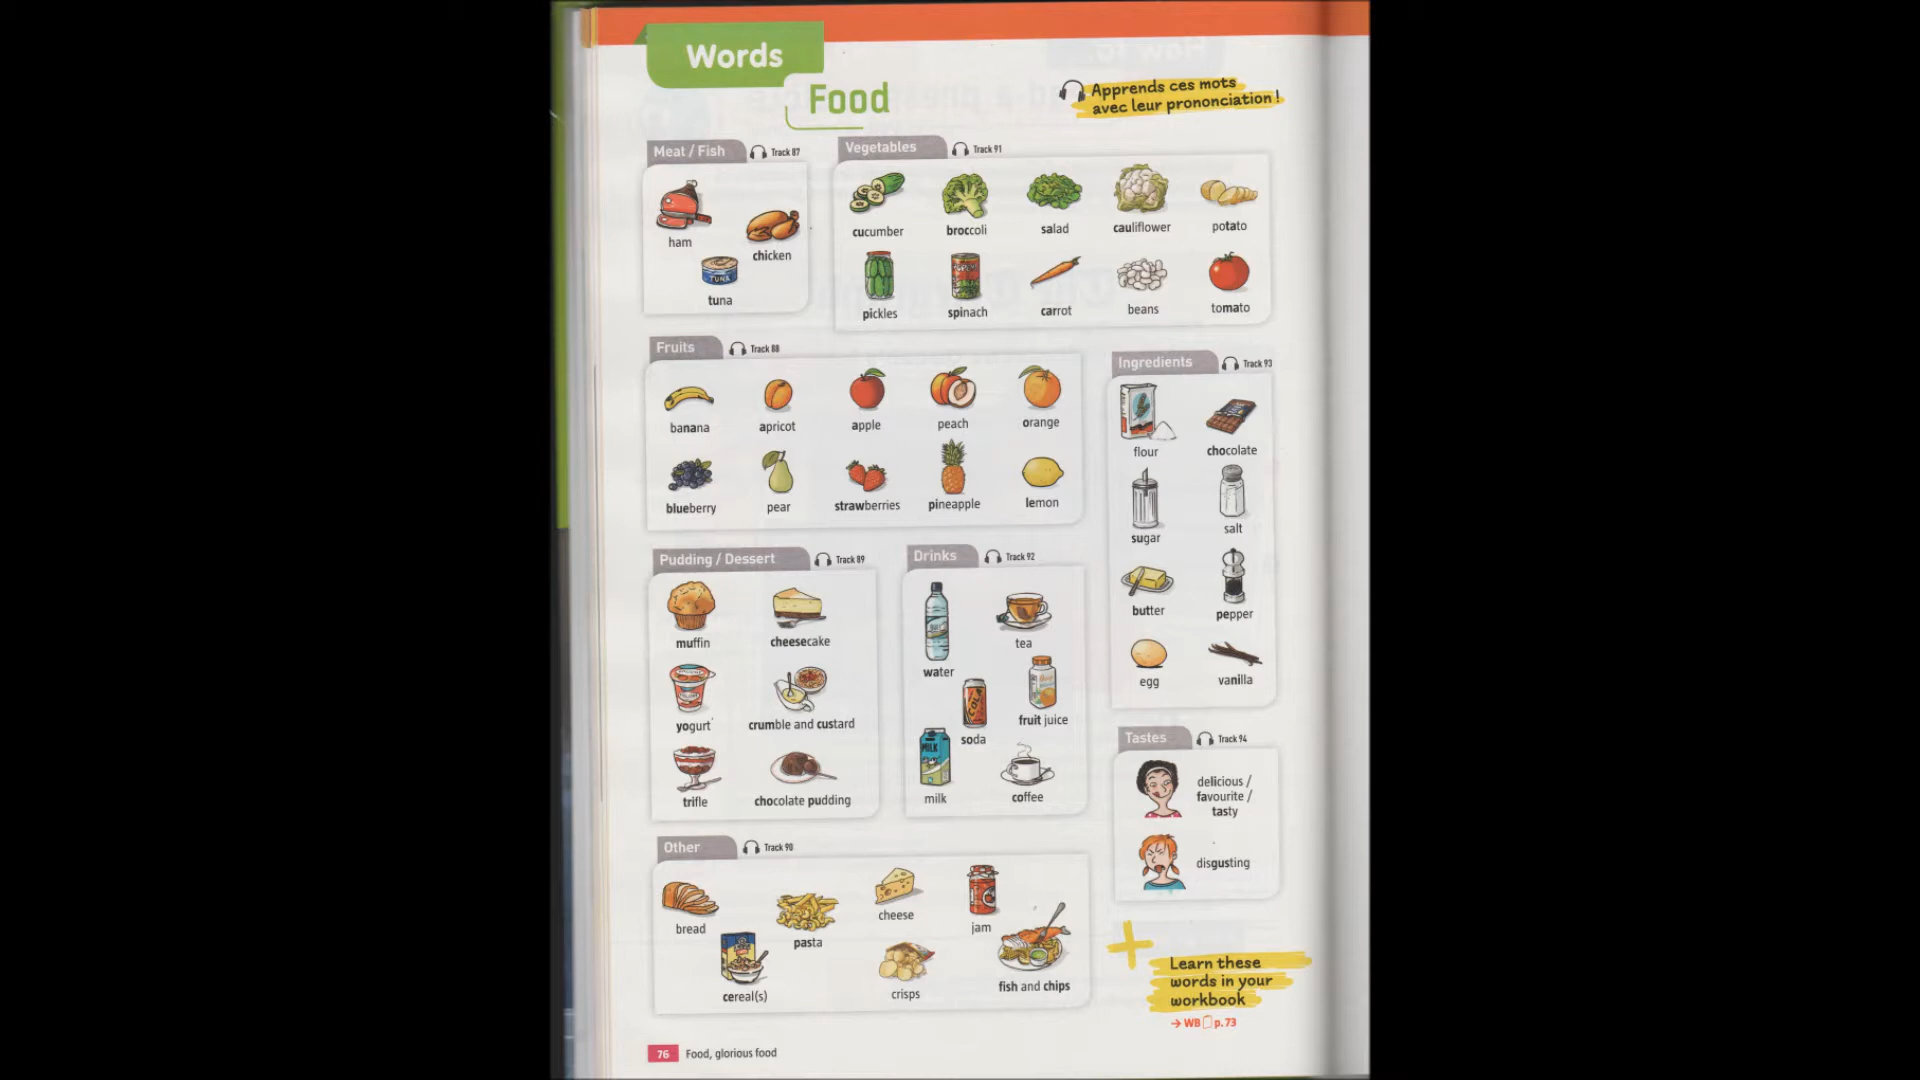 Words
Food
Apprends ces mots
avec leur prononciation !
Meat / Fish
Track 87
ham
chicken
TUNA
tuna
Vegetables
Track 91
cucumber
broccoli
salad
cauliflower
potato
pickles
spinach
carrot
beans
tomato
Fruits
Track 88
banana
apricot
apple
peach
orange
blueberry
pear
strawberries
pineapple
lemon
Ingredients
Track 93
flour
chocolate
sugar
salt
butter
pepper
egg
vanilla
Pudding / Dessert
Track 89
muffin
cheesecake
yogurt
crumble and custard
trifle
chocolate pudding
Drinks
Track 92
water
tea
COLA
soda
fruit juice
MILK
milk
coffee
Tastes
Track 94
delicious /
favourite /
tasty
disgusting
Other
Track 90
bread
pasta
cheese
jam
cereal(s)
crisps
fish and chips
Learn these
words in your
workbook
→ WB p. 73
76 Food, glorious food